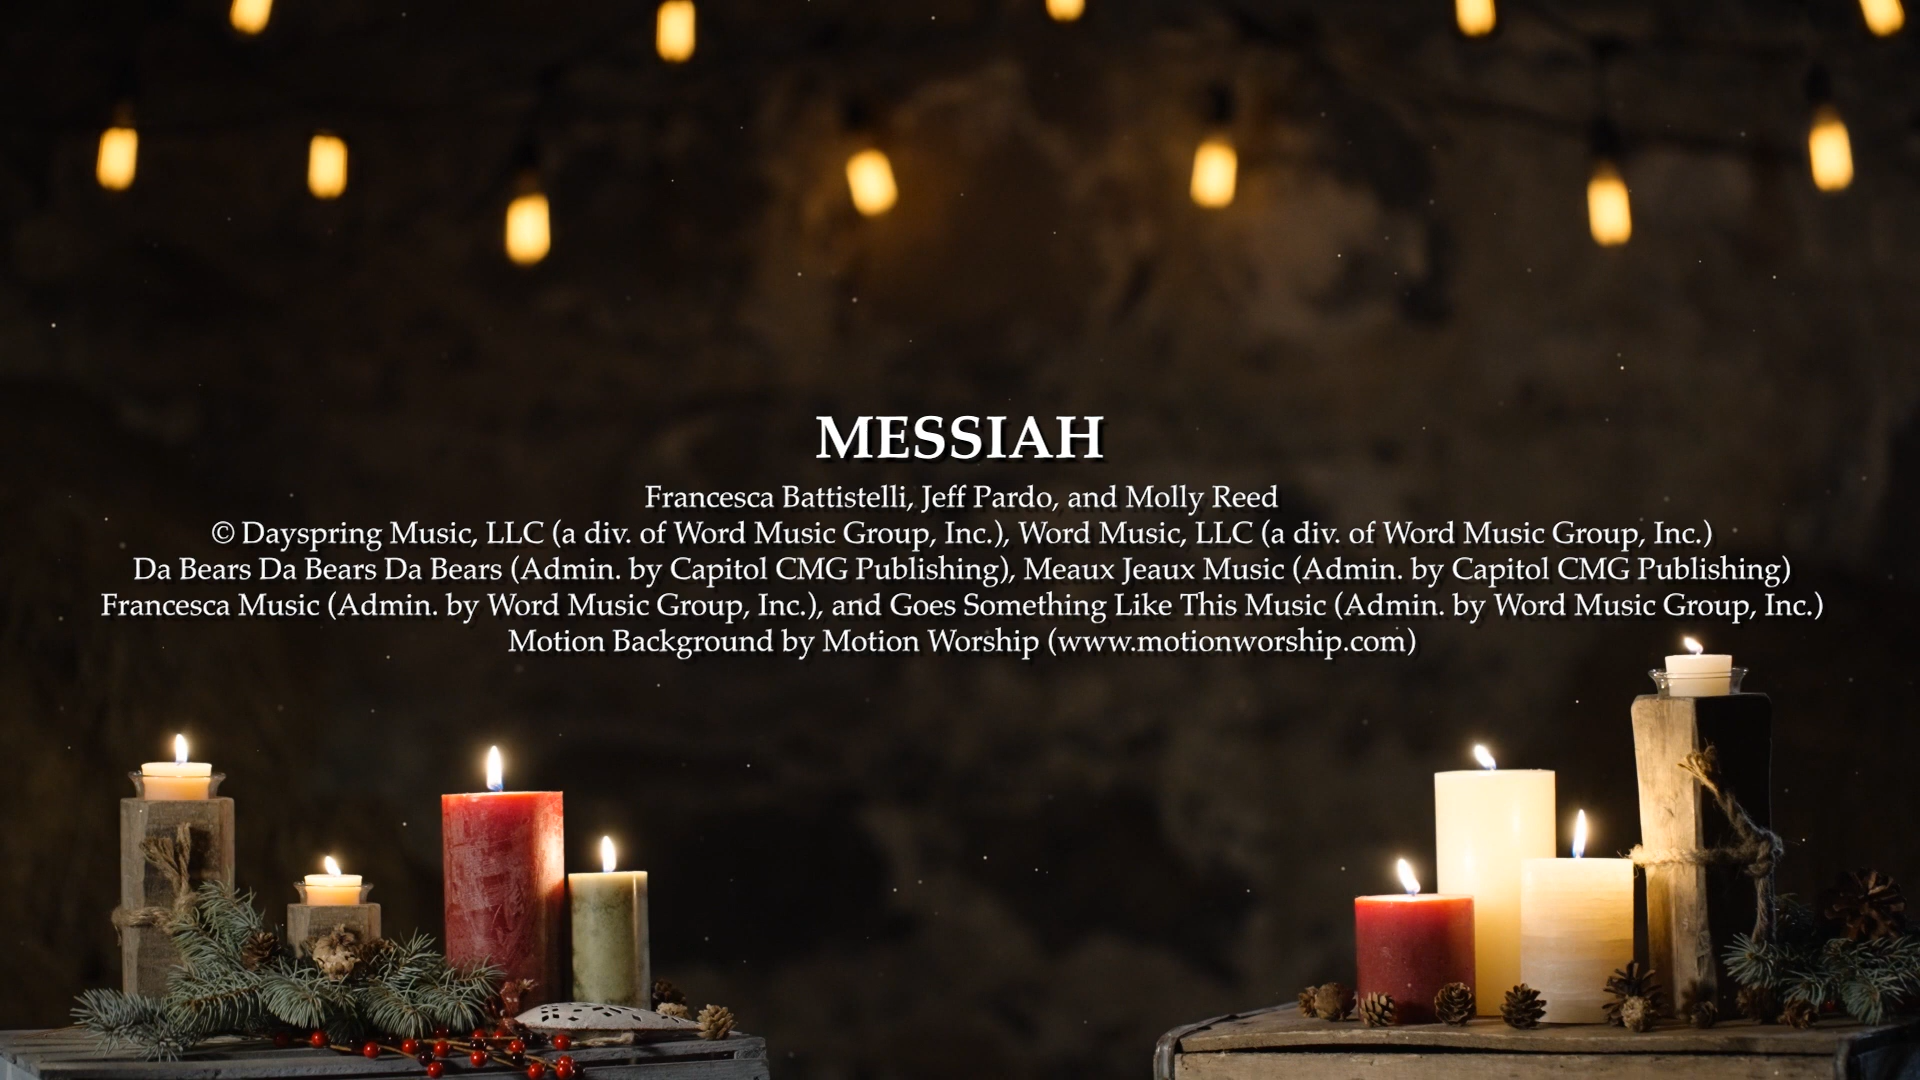 MESSIAH
Francesca Battistelli, Jeff Pardo, and Molly Reed
© Dayspring Music, LLC (a div. of Word Music Group, Inc.), Word Music, LLC (a div. of Word Music Group, Inc.)
Da Bears Da Bears Da Bears (Admin. by Capitol CMG Publishing), Meaux Jeaux Music (Admin. by Capitol CMG Publishing)
Francesca Music (Admin. by Word Music Group, Inc.), and Goes Something Like This Music (Admin. by Word Music Group, Inc.)
Motion Background by Motion Worship (www.motionworship.com)